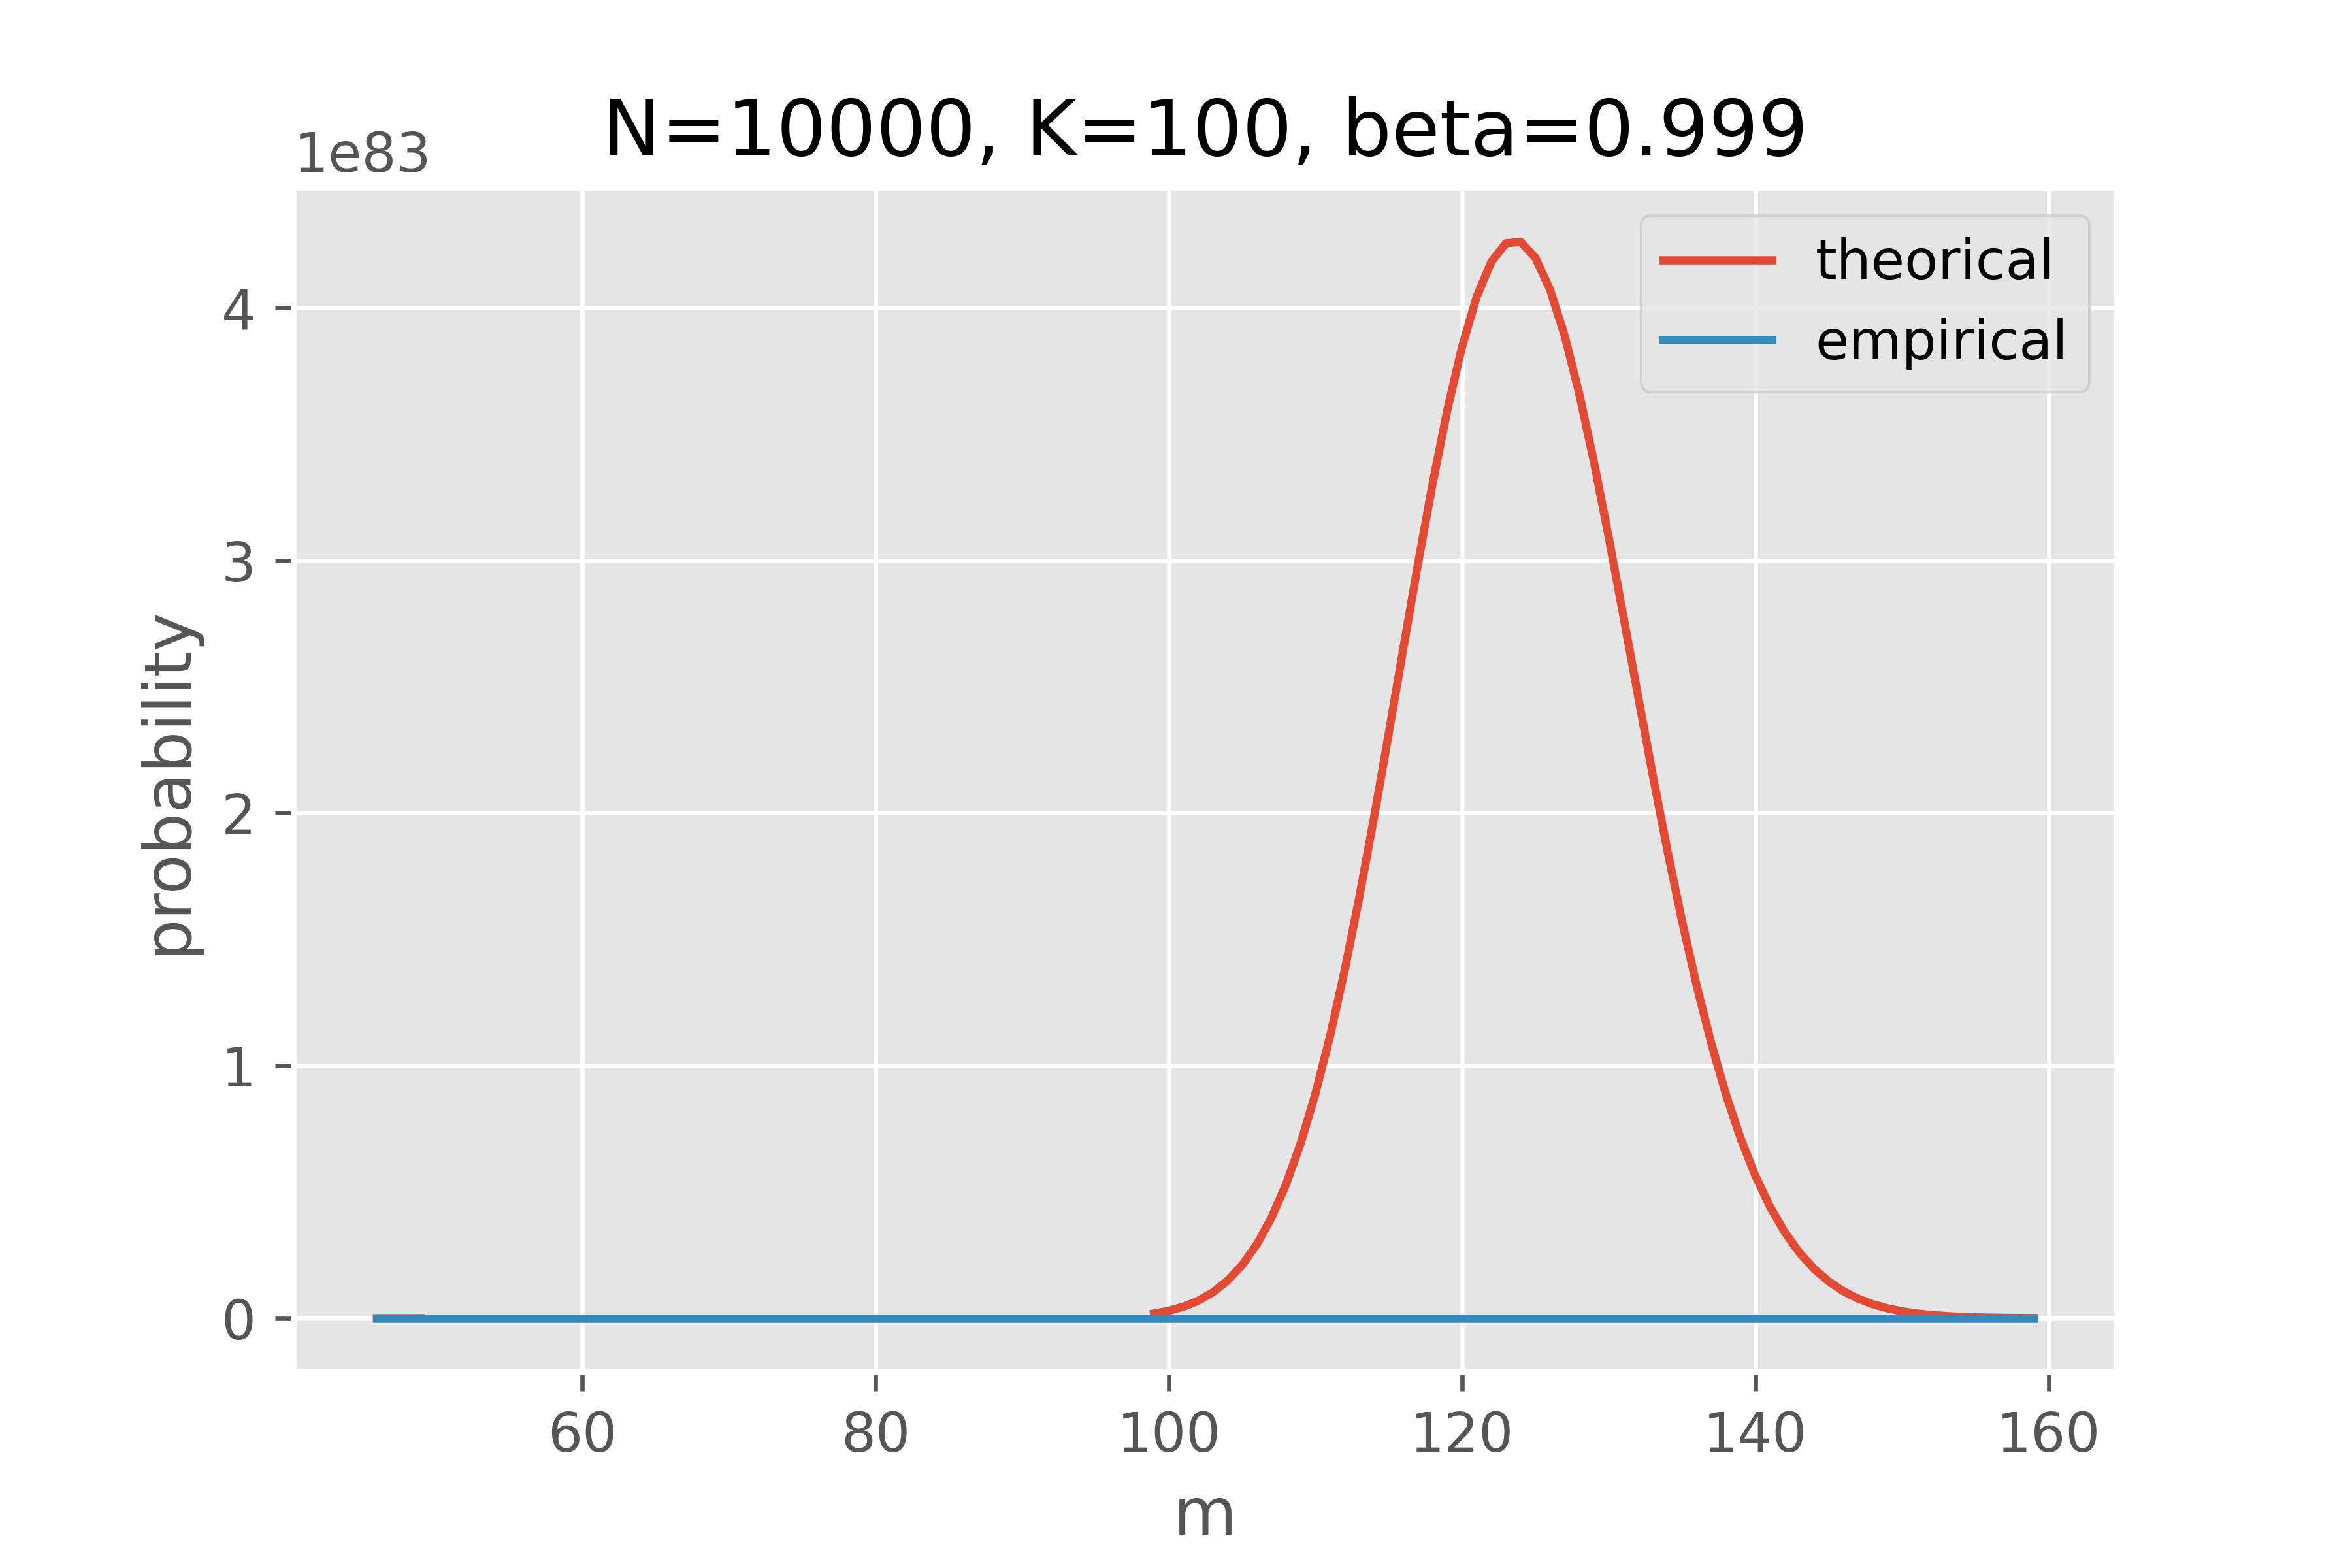 N=10000, K=100, beta=0.999
1e83
theorical
empirical
4
3
2
1
0
probability
60 80 100 120 140 160
m